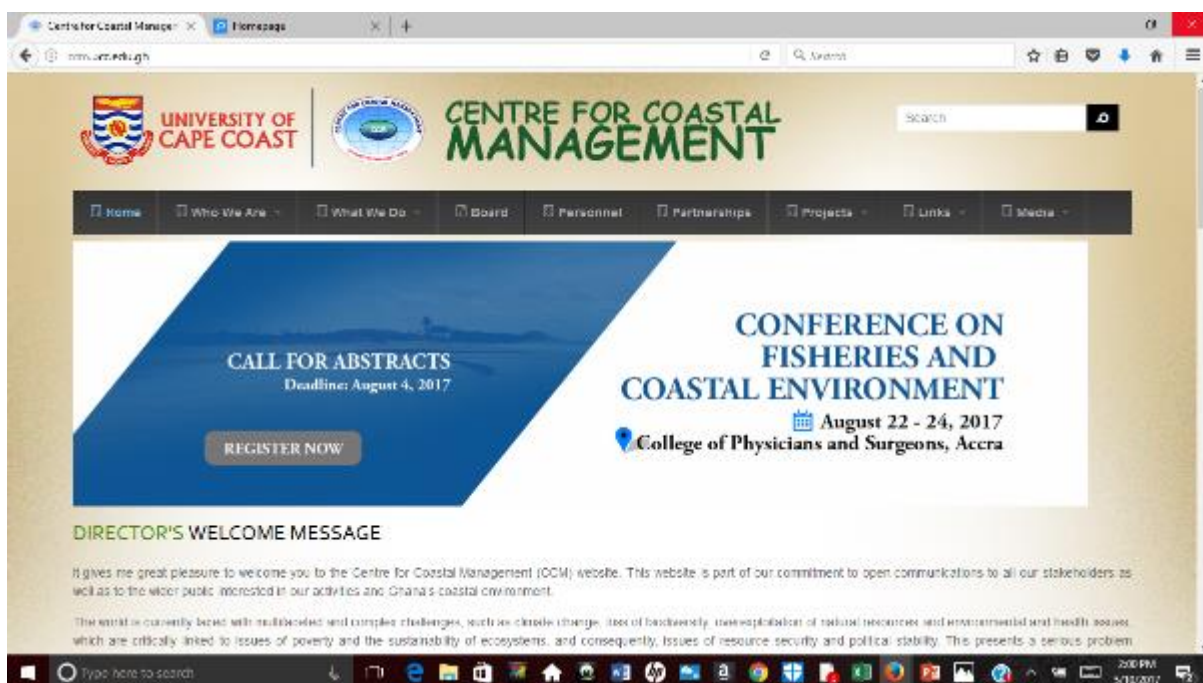 Centre for Coastal Manager
Homepage
Search
UNIVERSITY OF
CAPE COAST
CENTRE FOR COASTAL
MANAGEMENT
Search
Home
Who We Are
What We Do
Board
Personnel
Partnerships
Projects
Links
Media
CALL FOR ABSTRACTS
Deadline: August 4, 2017
REGISTER NOW
CONFERENCE ON
FISHERIES AND
COASTAL ENVIRONMENT
August 22 - 24, 2017
College of Physicians and Surgeons, Accra
DIRECTOR'S WELCOME MESSAGE
It gives me great pleasure to welcome you to the Centre for Coastal Management (CCM) website. This website is part of our commitment to open communications to all our stakeholders as
well as to the wider public interested in our activities and Ghana's coastal environment.
The world is currently faced with multifaceted and complex challenges, such as climate change, loss of biodiversity, overexploitation of natural resources and environmental and health issues,
which are critically linked to issues of poverty and the sustainability of ecosystems, and consequently, issues of resource security and political stability. This presents a serious problem
Type here to search
2:00 PM